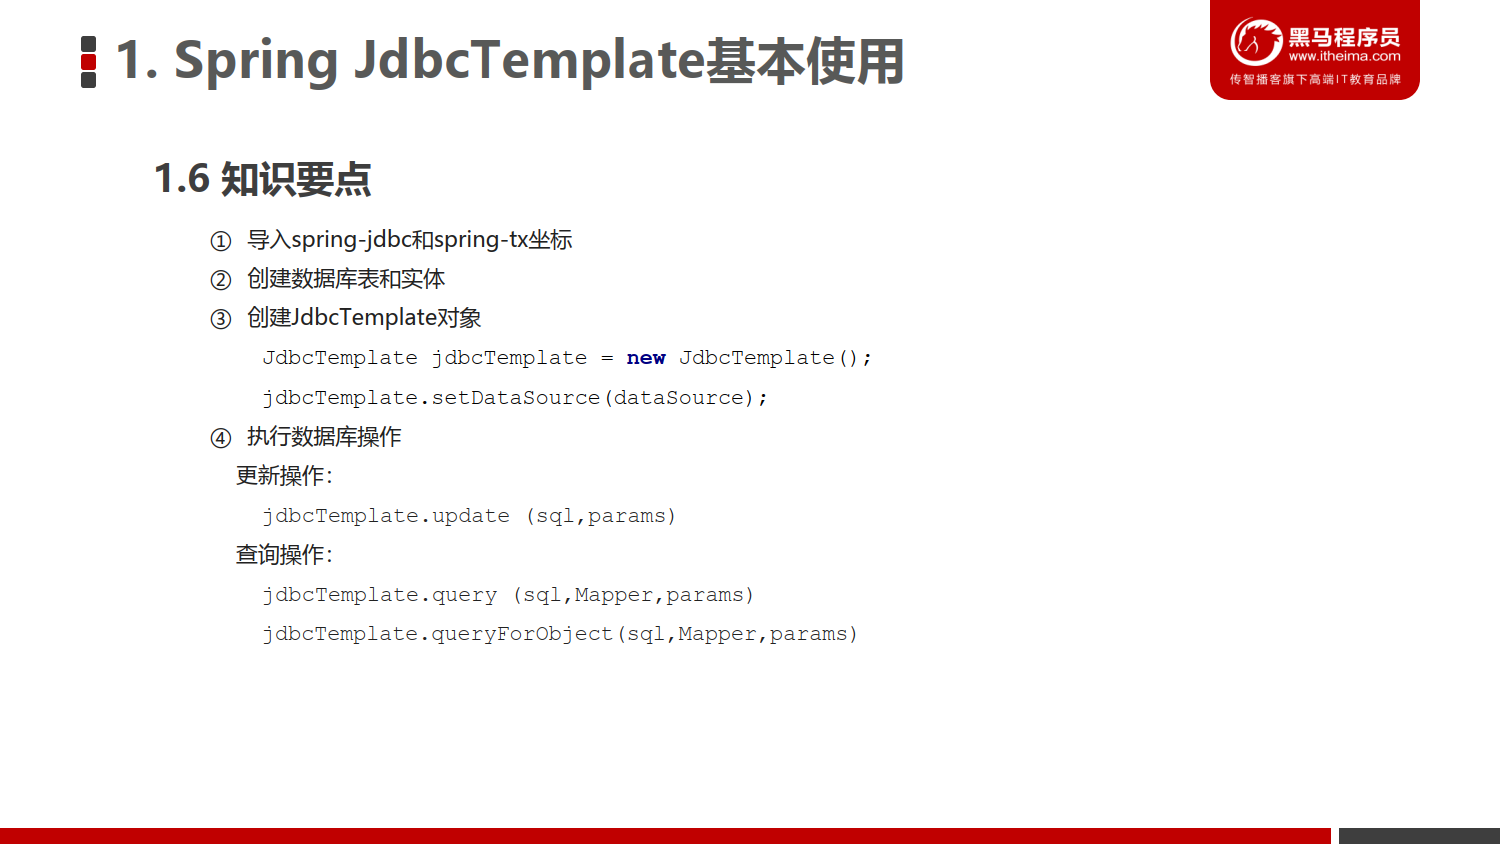 1. Spring JdbcTemplate基本使用
黑马程序员
www.itheima.com
传智播客旗下高端IT教育品牌
1.6 知识要点
① 导入spring-jdbc和spring-tx坐标
② 创建数据库表和实体
③ 创建JdbcTemplate对象
JdbcTemplate jdbcTemplate = new JdbcTemplate();
jdbcTemplate.setDataSource(dataSource);
④ 执行数据库操作
更新操作：
jdbcTemplate.update (sql,params)
查询操作：
jdbcTemplate.query (sql,Mapper,params)
jdbcTemplate.queryForObject(sql,Mapper,params)